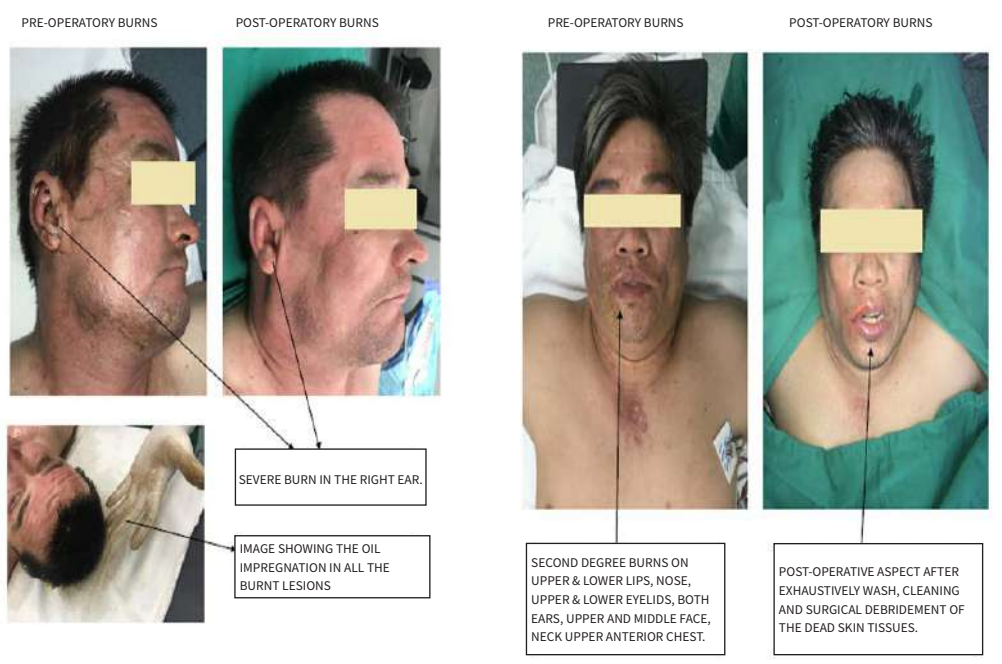 PRE-OPERATORY BURNS
POST-OPERATORY BURNS
PRE-OPERATORY BURNS
POST-OPERATORY BURNS
SEVERE BURN IN THE RIGHT EAR.
IMAGE SHOWING THE OIL
IMPREGNATION IN ALL THE
BURNT LESIONS
SECOND DEGREE BURNS ON
UPPER & LOWER LIPS, NOSE,
UPPER & LOWER EYELIDS, BOTH
EARS, UPPER AND MIDDLE FACE,
NECK UPPER ANTERIOR CHEST.
POST-OPERATIVE ASPECT AFTER
EXHAUSTIVELY WASH, CLEANING
AND SURGICAL DEBRIDEMENT OF
THE DEAD SKIN TISSUES.